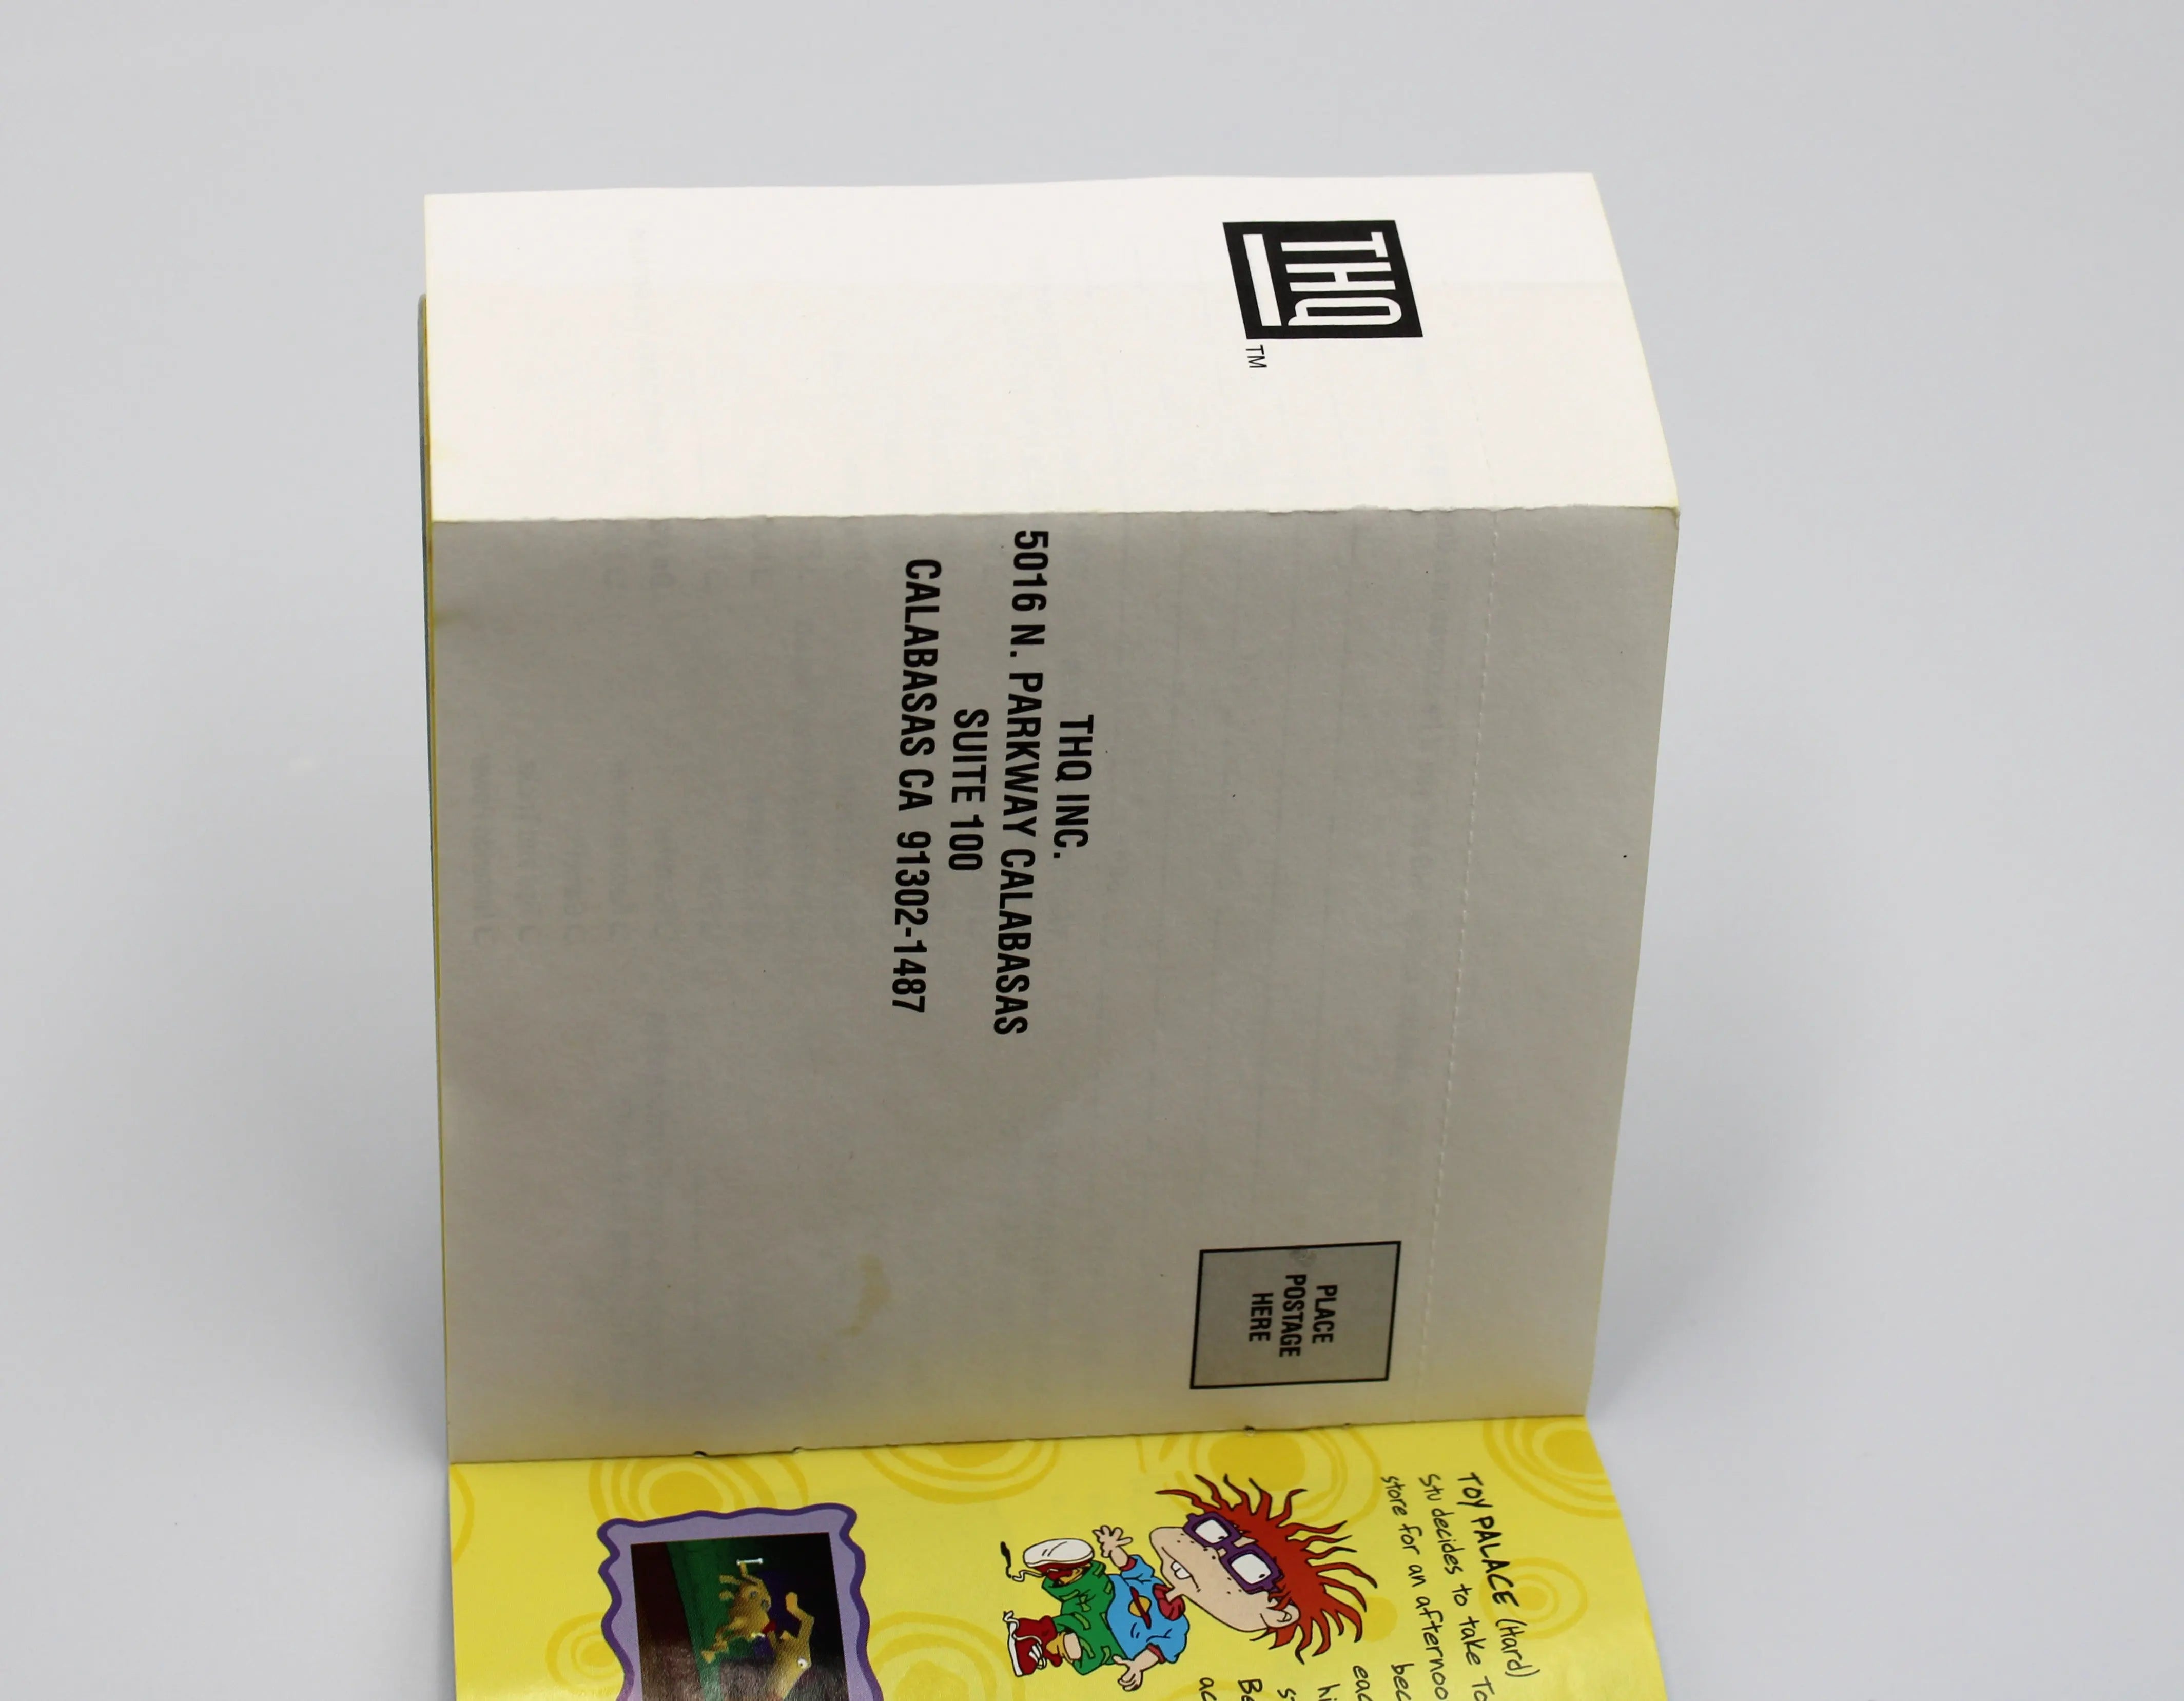 THQ
TM
THQ INC.
5016 N. PARKWAY CALABASAS
SUITE 100
CALABASAS CA 91302-1487
PLACE
POSTAGE
HERE
TOY PALACE (Hard)
Stu decides to take
store for an